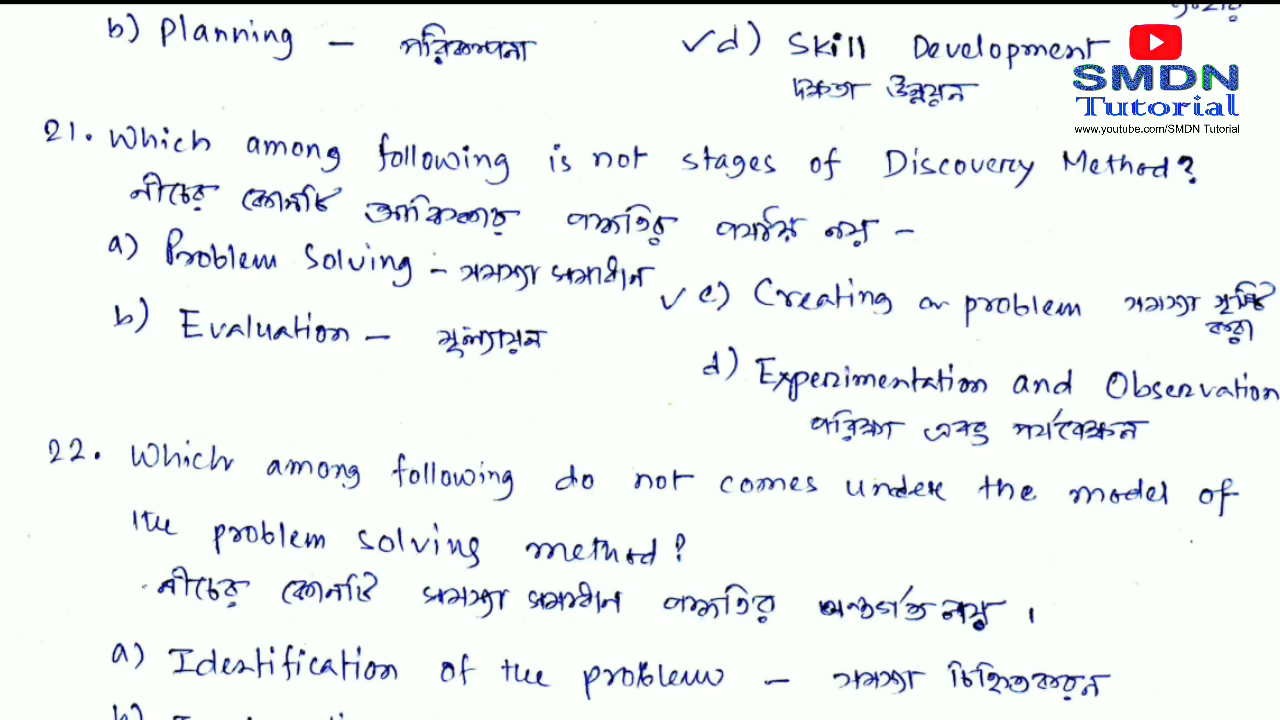 b) Planning – পরিকল্পনা
✓d) Skill Development
দক্ষতা উন্নয়ন
SMDN
Tutorial
www.youtube.com/SMDN Tutorial
21. Which among following is not stages of Discovery Method?
নীচের কোনটি আবিষ্কার পদ্ধতির পর্যায় নয় –
a) Problem Solving – সমস্যা সমাধান
b) Evaluation – মূল্যায়ন
✓ c) Creating a problem সমস্যা সৃষ্টি
করা
d) Experimentation and Observation
পরিক্ষা এবং পর্যবেক্ষন
22. Which among following do not comes under the model of
the problem solving method?
নীচের কোনটি সমস্যা সমাধান পদ্ধতির অন্তর্গত নয় ।
a) Identification of the problem – সমস্যা চিহ্নিতকরন